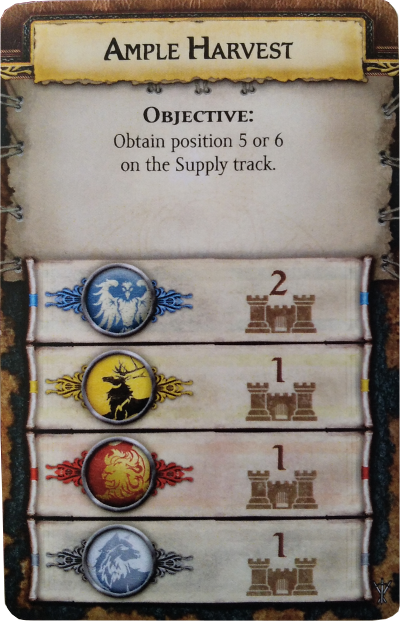 AMPLE HARVEST
OBJECTIVE:
Obtain position 5 or 6
on the Supply track.
2
1
1
1